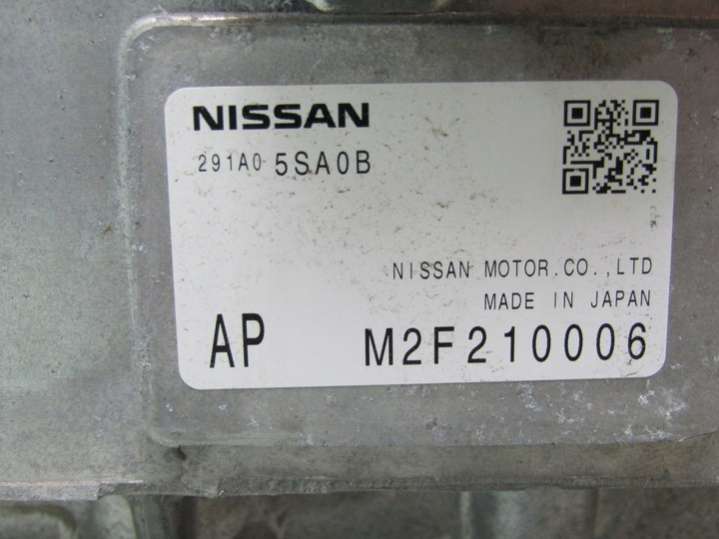 NISSAN
291A0 5SA0B
NISSAN MOTOR.CO.,LTD
MADE IN JAPAN
AP M2F210006